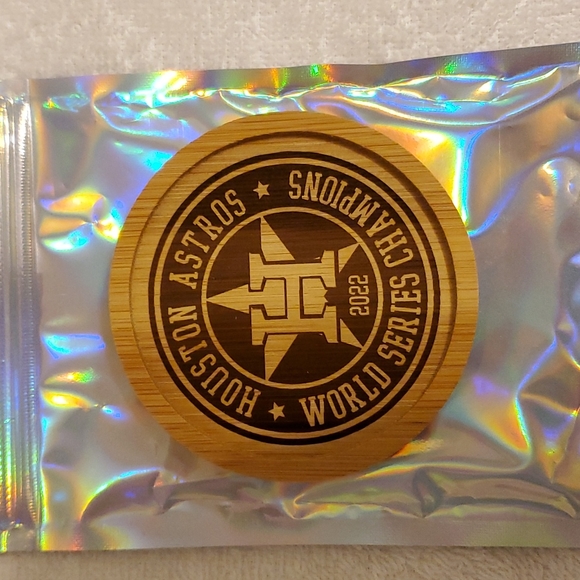 HOUSTON ASTROS
WORLD SERIES CHAMPIONS
H
2022